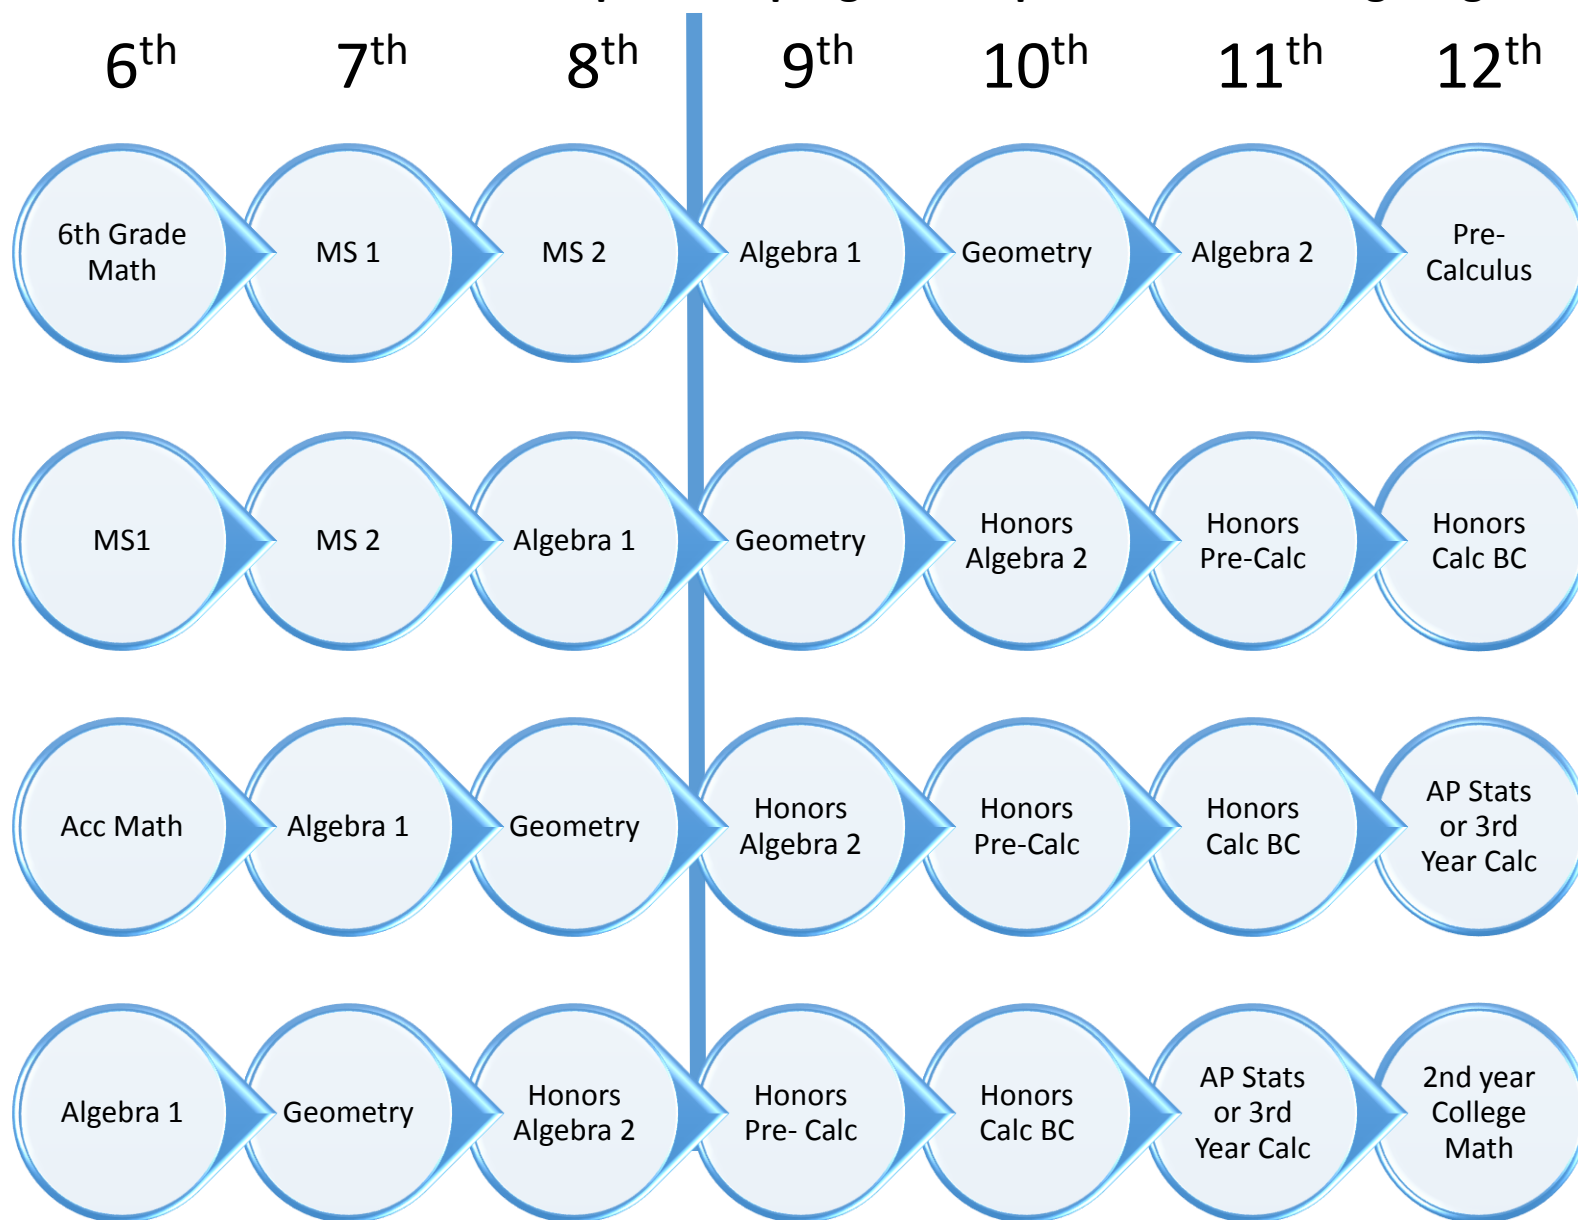 6th 7th 8th 9th 10th 11th 12th
6th Grade
Math
MS 1
MS 2
Algebra 1
Geometry
Algebra 2
Pre-
Calculus
MS1
MS 2
Algebra 1
Geometry
Honors
Algebra 2
Honors
Pre-Calc
Honors
Calc BC
Acc Math
Algebra 1
Geometry
Honors
Algebra 2
Honors
Pre-Calc
Honors
Calc BC
AP Stats
or 3rd
Year Calc
Algebra 1
Geometry
Honors
Algebra 2
Honors
Pre- Calc
Honors
Calc BC
AP Stats
or 3rd
Year Calc
2nd year
College
Math